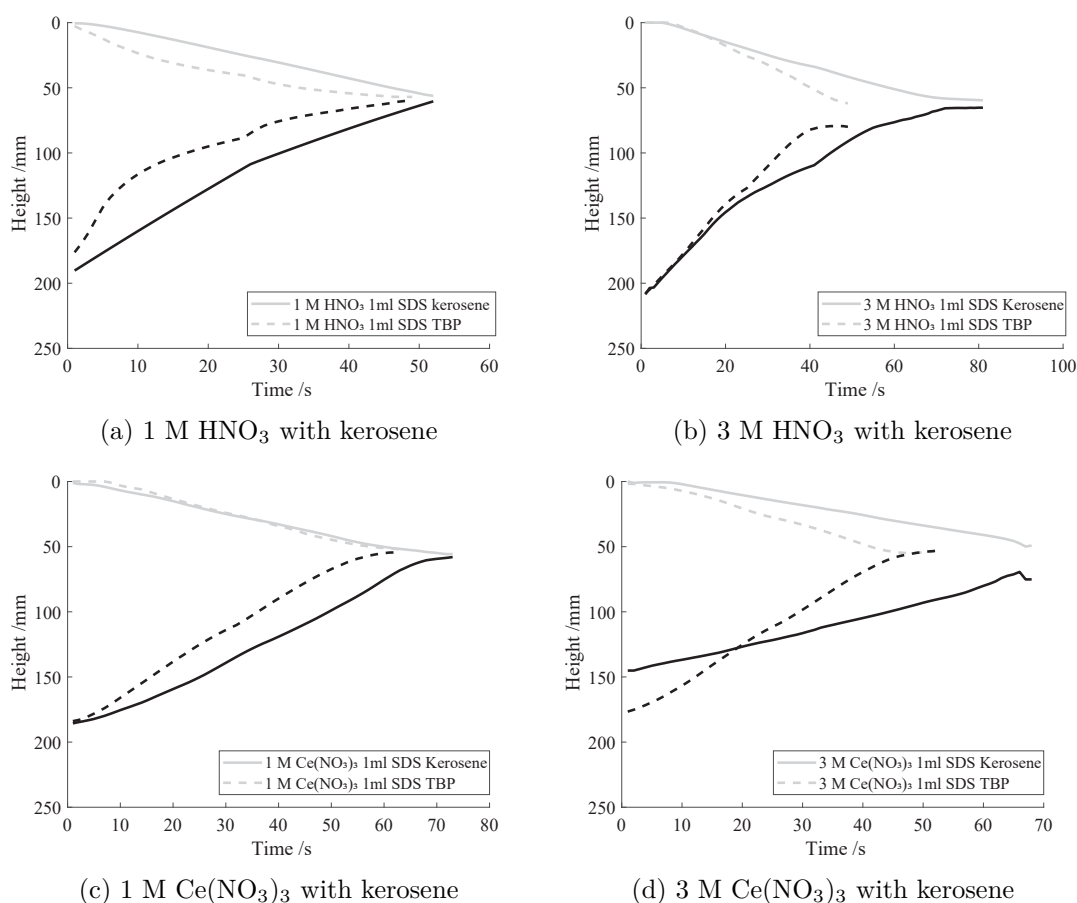 0
50
100
150
200
250
Height /mm
1 M HNO₃ 1ml SDS kerosene
1 M HNO₃ 1ml SDS TBP
0 10 20 30 40 50 60
Time /s
(a) 1 M HNO₃ with kerosene
0
50
100
150
200
250
Height /mm
3 M HNO₃ 1ml SDS Kerosene
3 M HNO₃ 1ml SDS TBP
0 20 40 60 80 100
Time /s
(b) 3 M HNO₃ with kerosene
0
50
100
150
200
250
Height /mm
1 M Ce(NO₃)₃ 1ml SDS Kerosene
1 M Ce(NO₃)₃ 1ml SDS TBP
0 10 20 30 40 50 60 70 80
Time /s
(c) 1 M Ce(NO₃)₃ with kerosene
0
50
100
150
200
250
Height /mm
3 M Ce(NO₃)₃ 1ml SDS Kerosene
3 M Ce(NO₃)₃ 1ml SDS TBP
0 10 20 30 40 50 60 70
Time /s
(d) 3 M Ce(NO₃)₃ with kerosene